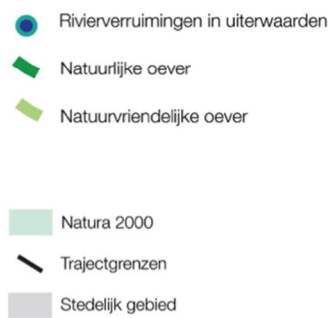 Rivierverruimingen in uiterwaarden
Natuurlijke oever
Natuurvriendelijke oever
Natura 2000
Trajectgrenzen
Stedelijk gebied